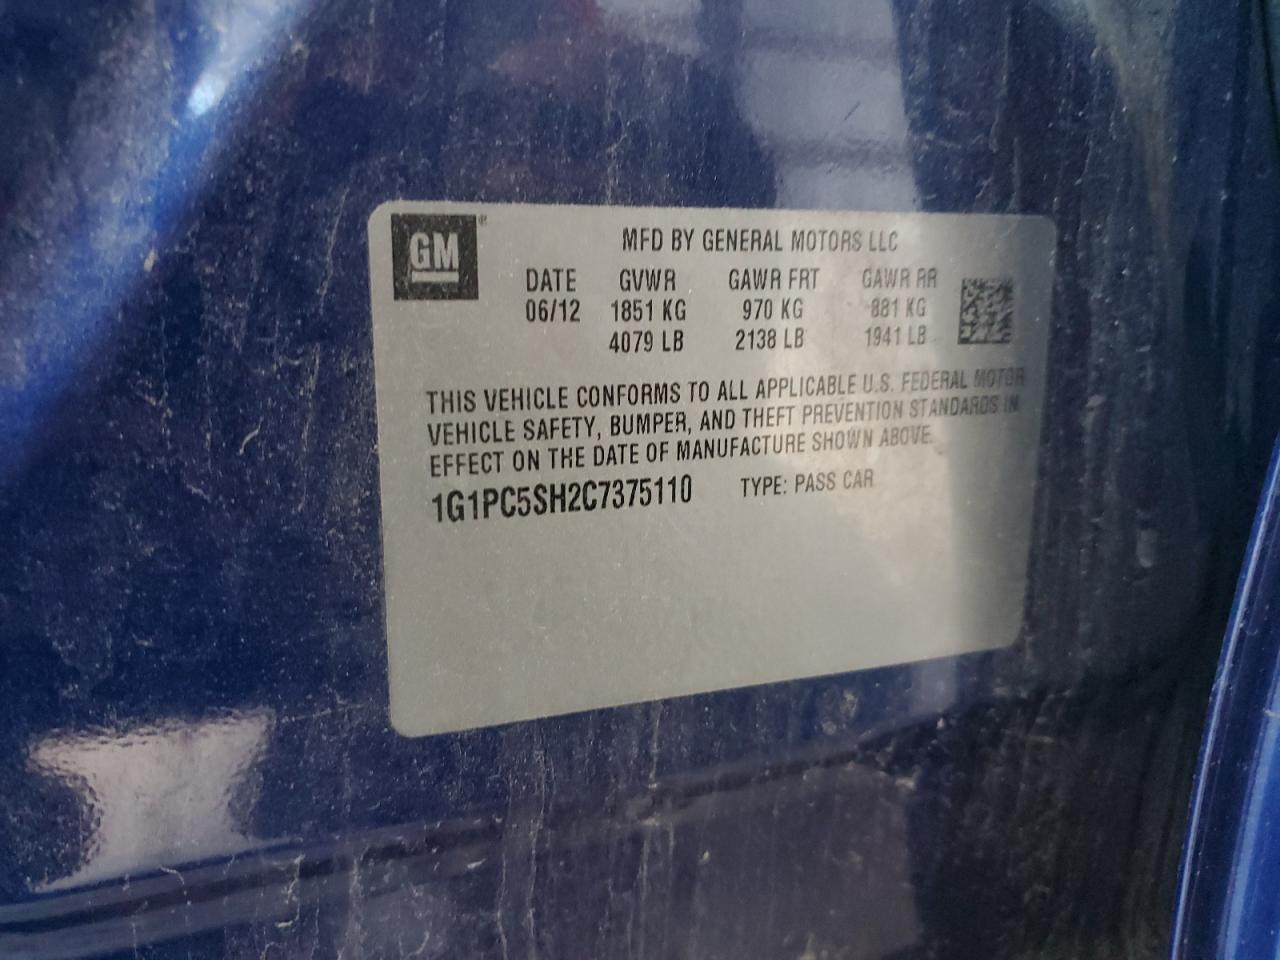 GM®
MFD BY GENERAL MOTORS LLC
DATE GVWR GAWR FRT GAWR RR
06/12 1851 KG 970 KG 881 KG
4079 LB 2138 LB 1941 LB
THIS VEHICLE CONFORMS TO ALL APPLICABLE U.S. FEDERAL MOTOR
VEHICLE SAFETY, BUMPER, AND THEFT PREVENTION STANDARDS IN
EFFECT ON THE DATE OF MANUFACTURE SHOWN ABOVE.
1G1PC5SH2C7375110 TYPE: PASS CAR